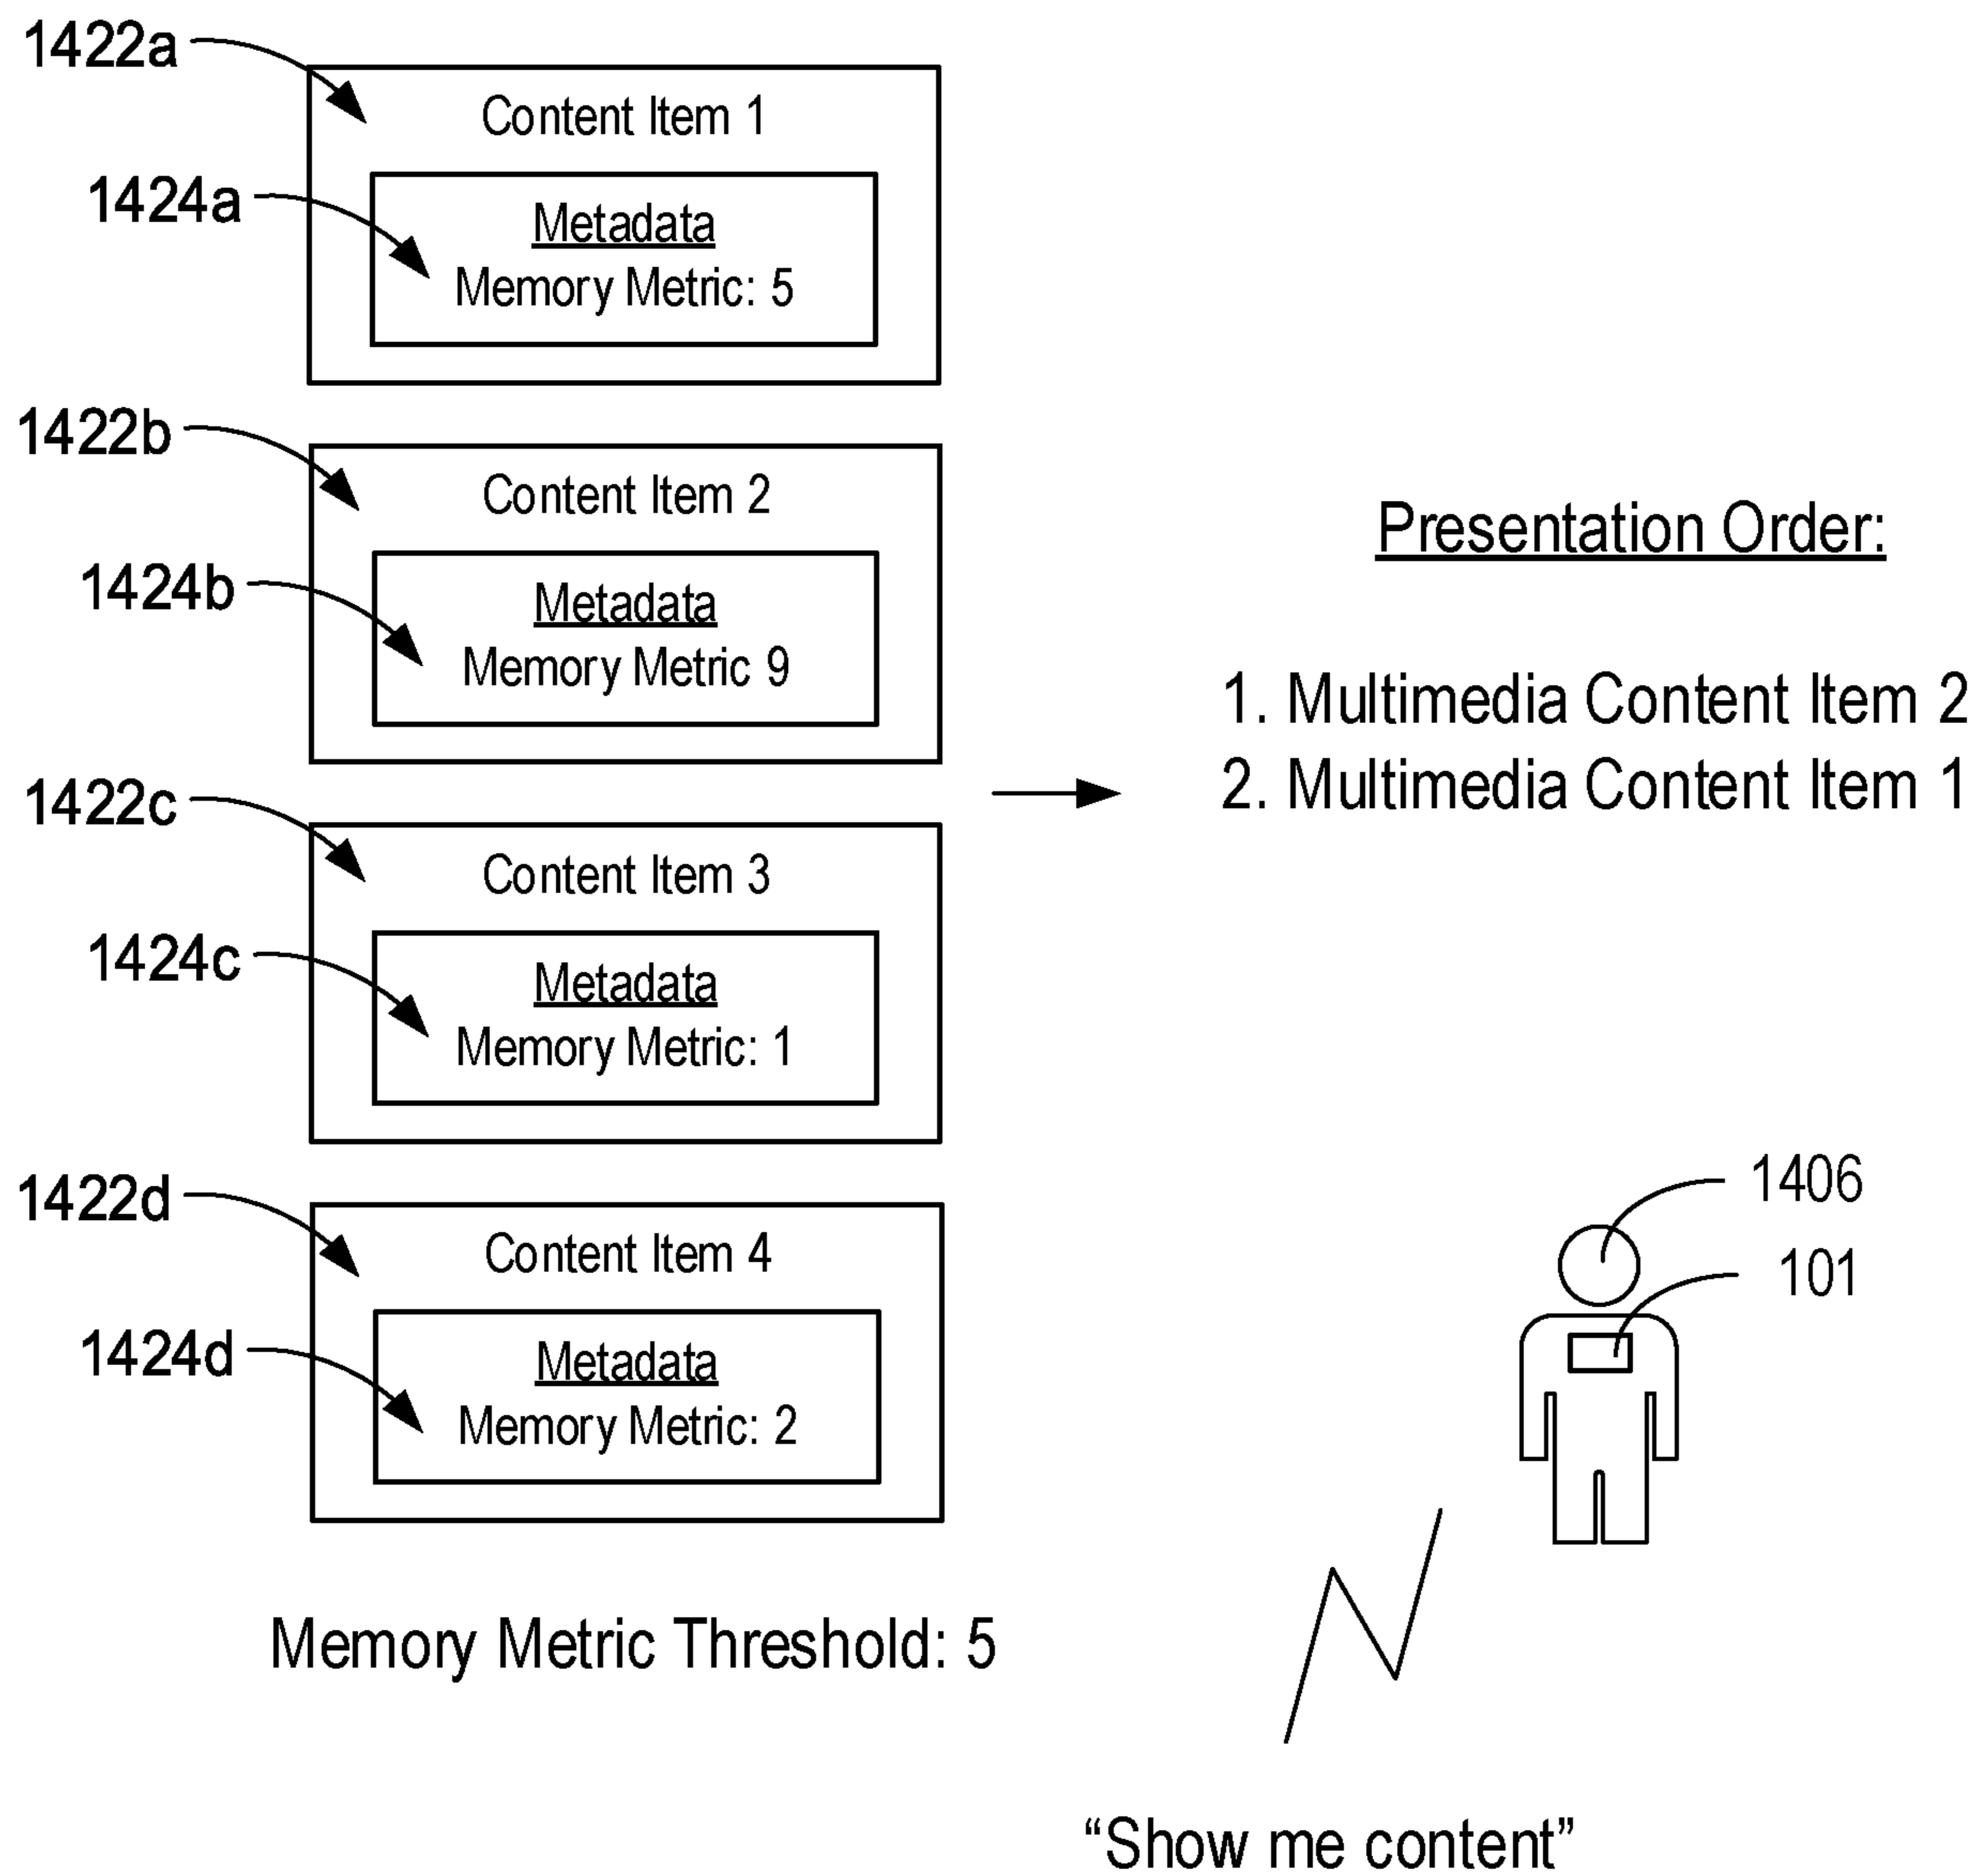 1422a
Content Item 1
1424a
Metadata
Memory Metric: 5
1422b
Content Item 2
1424b
Metadata
Memory Metric 9
1422c
Content Item 3
1424c
Metadata
Memory Metric: 1
1422d
Content Item 4
1424d
Metadata
Memory Metric: 2
Memory Metric Threshold: 5
Presentation Order:
1. Multimedia Content Item 2
2. Multimedia Content Item 1
1406
101
“Show me content”